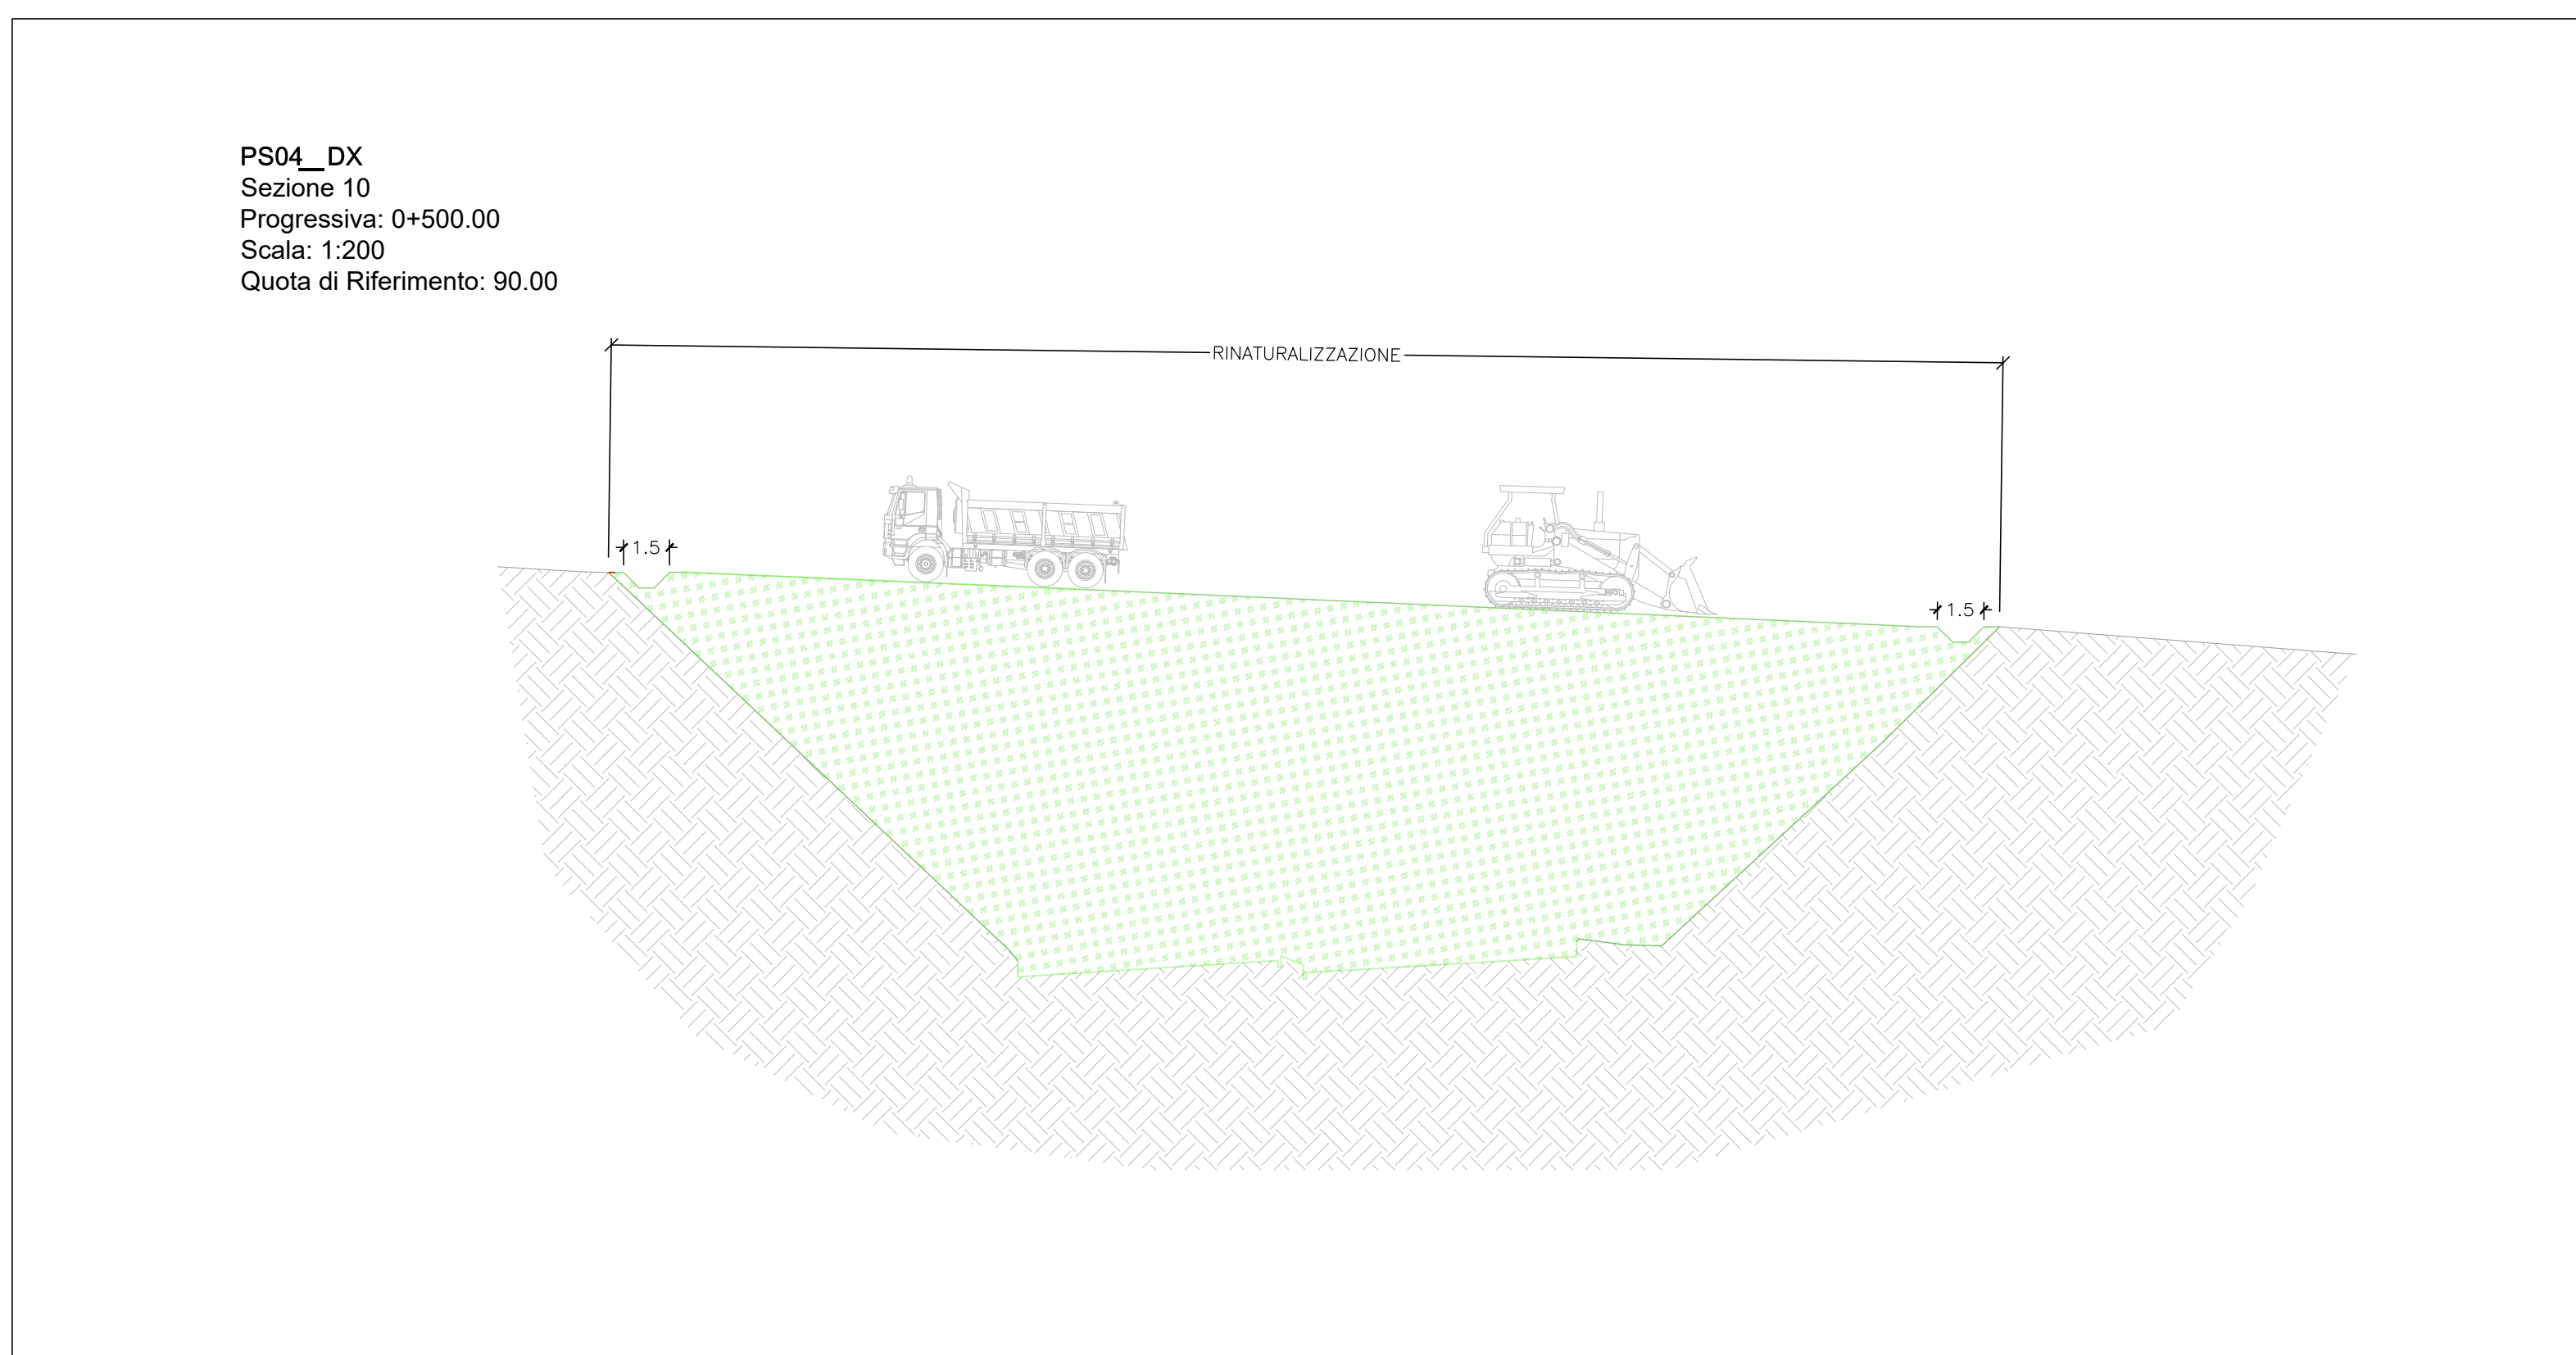 PS04__DX
Sezione 10
Progressiva: 0+500.00
Scala: 1:200
Quota di Riferimento: 90.00
RINATURALIZZAZIONE
1.5
1.5